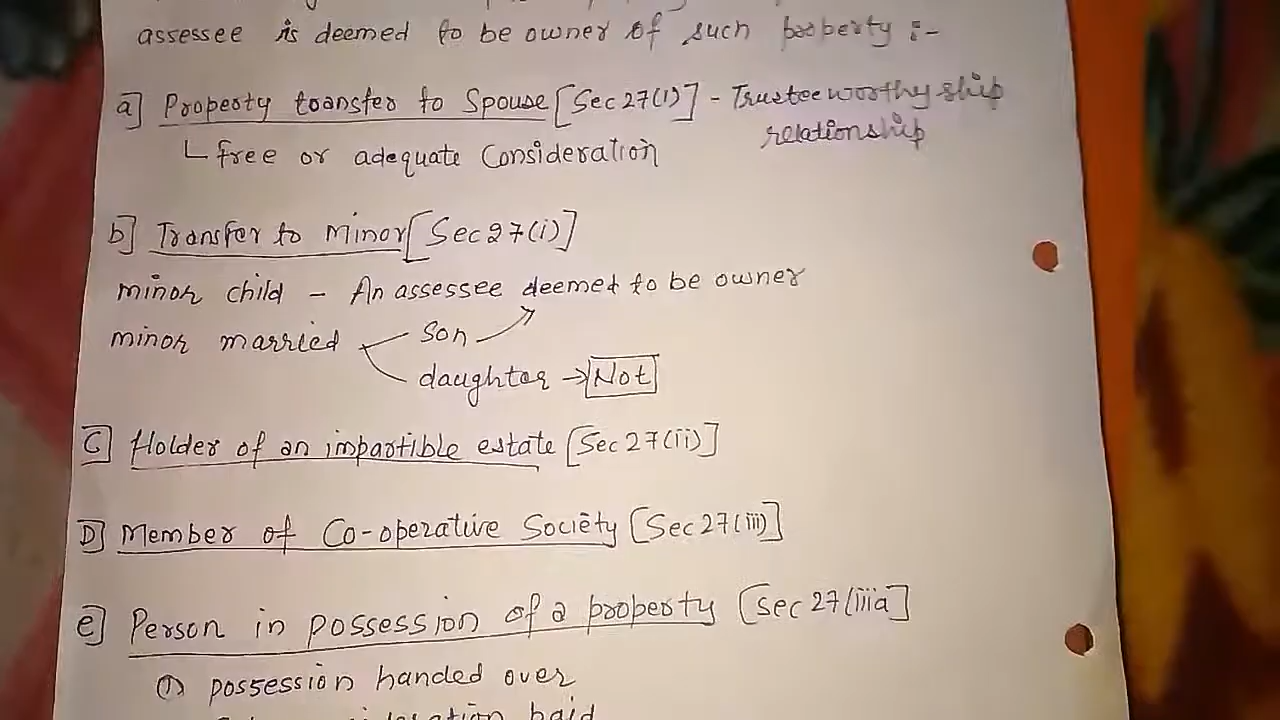 assessee is deemed to be owner of such property :-
a] Property transfer to Spouse [Sec 27(i)] - Trusteeworthyship
relationship
└ free or adequate Consideration
b] Transfer to Minor [Sec 27(i)]
minor child - An assessee deemed to be owner
minor married son
daughter → Not
C] Holder of an impartible estate [Sec 27(ii)]
D] Member of Co-operative Society [Sec 27(iii)]
e] Person in possession of a property [Sec 27(iiia]
① possession handed over
paid